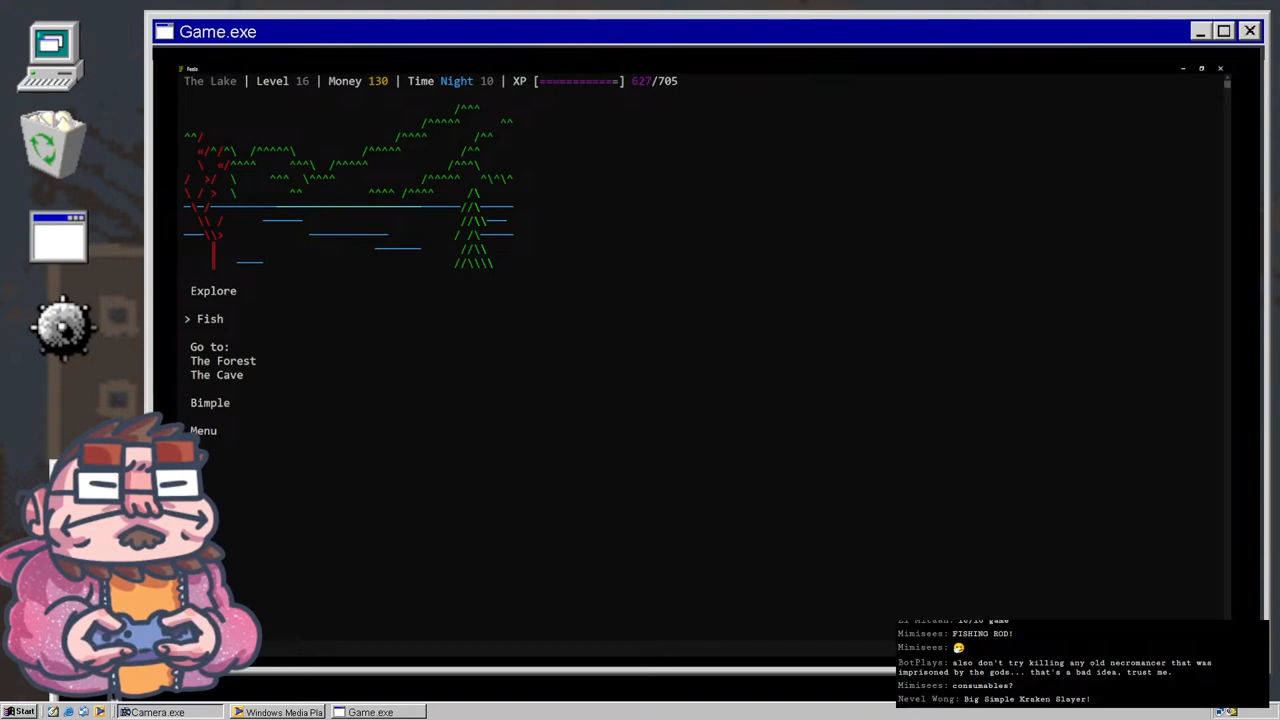 Game.exe
The Lake | Level 16 | Money 130 | Time Night 10 | XP [============] 627/705
Explore
> Fish
Go to:
The Forest
The Cave
Bimple
Menu
Mimisees: FISHING ROD!
Mimisees:
BotPlays: also don't try killing any old necromancer that was
imprisoned by the gods... that's a bad idea, trust me.
Mimisees: consumables?
Nevel Wong: Big Simple Kraken Slayer!
Start
Camera.exe
Windows Media Pla
Game.exe